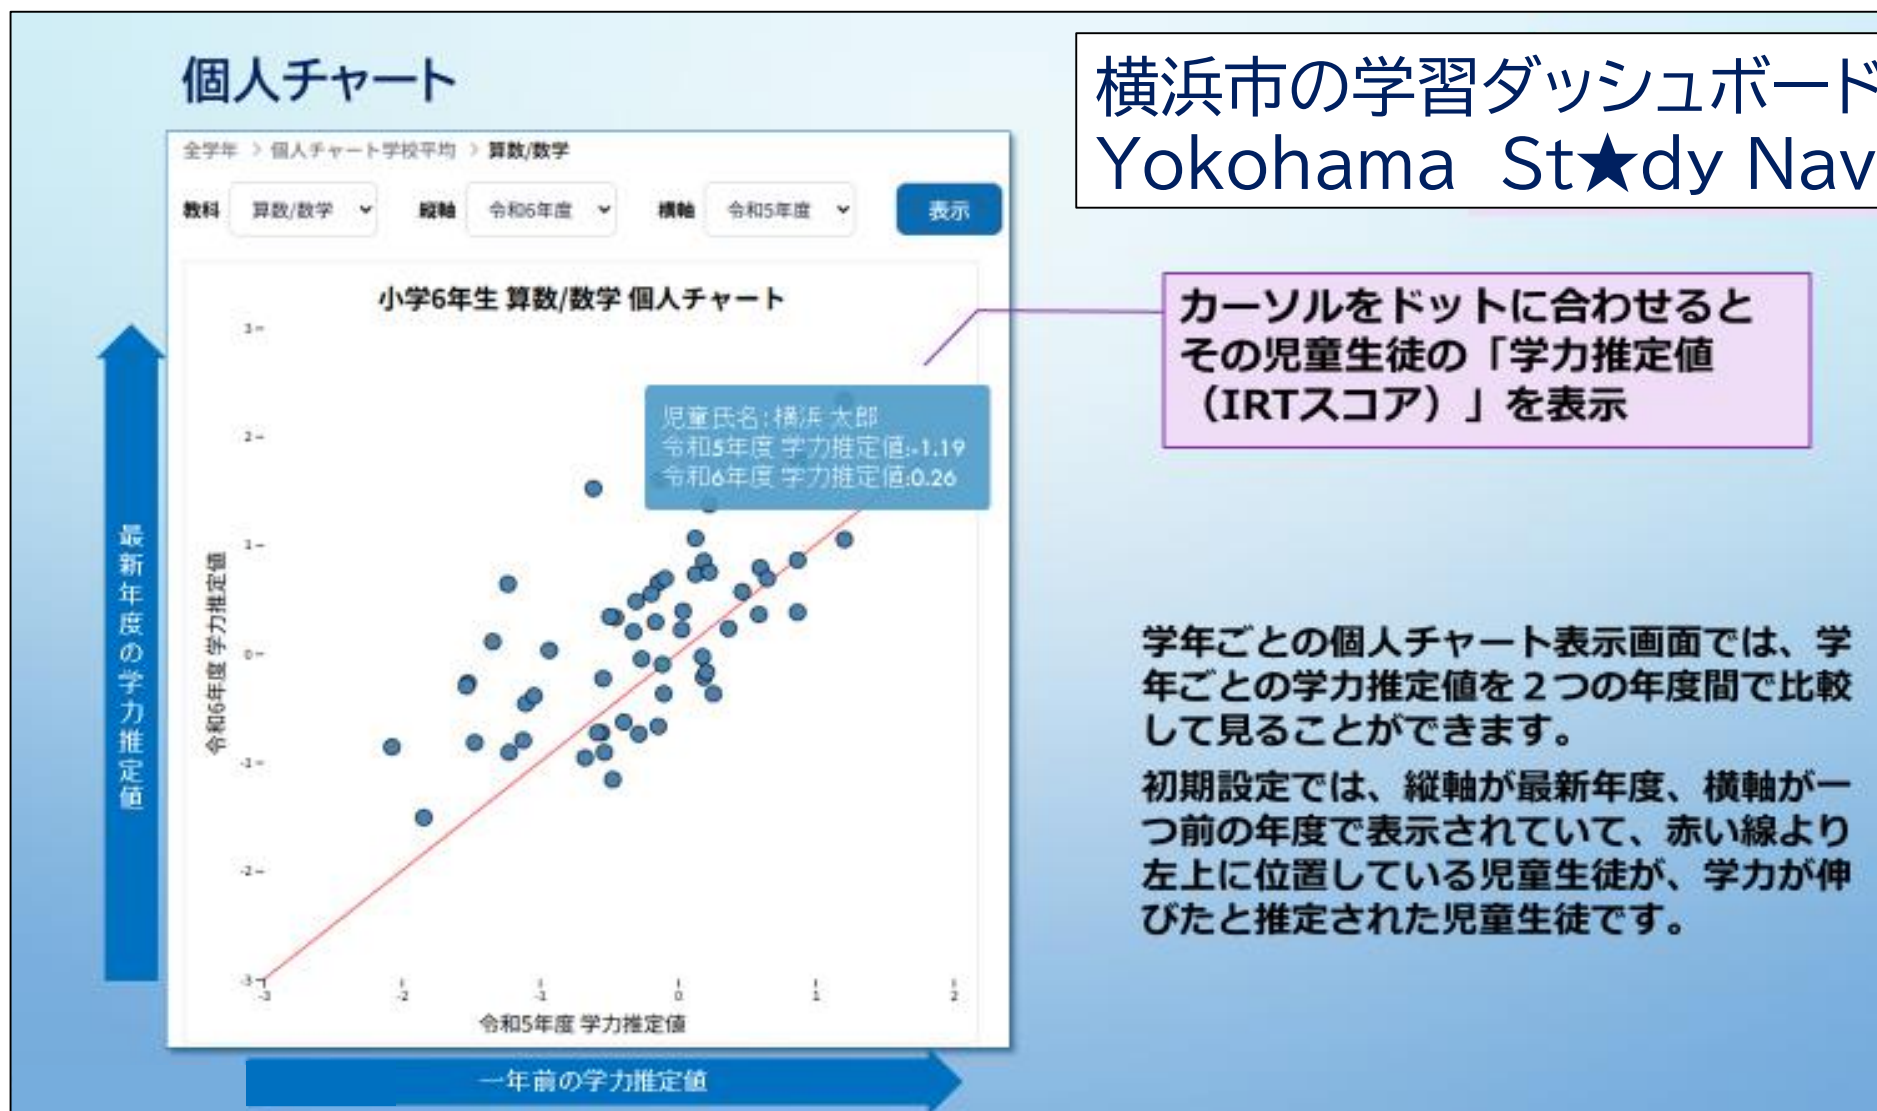 個人チャート
横浜市の学習ダッシュボード
Yokohama St★dy Nav
全学年 > 個人チャート学校平均 > 算数/数学
教科 算数/数学 縦軸 令和6年度 横軸 令和5年度 表示
小学6年生 算数/数学 個人チャート
カーソルをドットに合わせると
その児童生徒の「学力推定値
（IRTスコア）」を表示
児童氏名:横浜 太郎
令和5年度 学力推定値:-1.19
令和6年度 学力推定値:0.26
最新年度の学力推定値
令和6年度 学力推定値
3
2
1
0
-1
-2
-3
-3 -2 -1 0 1 2
令和5年度 学力推定値
一年前の学力推定値
学年ごとの個人チャート表示画面では、学
年ごとの学力推定値を２つの年度間で比較
して見ることができます。
初期設定では、縦軸が最新年度、横軸が一
つ前の年度で表示されていて、赤い線より
左上に位置している児童生徒が、学力が伸
びたと推定された児童生徒です。